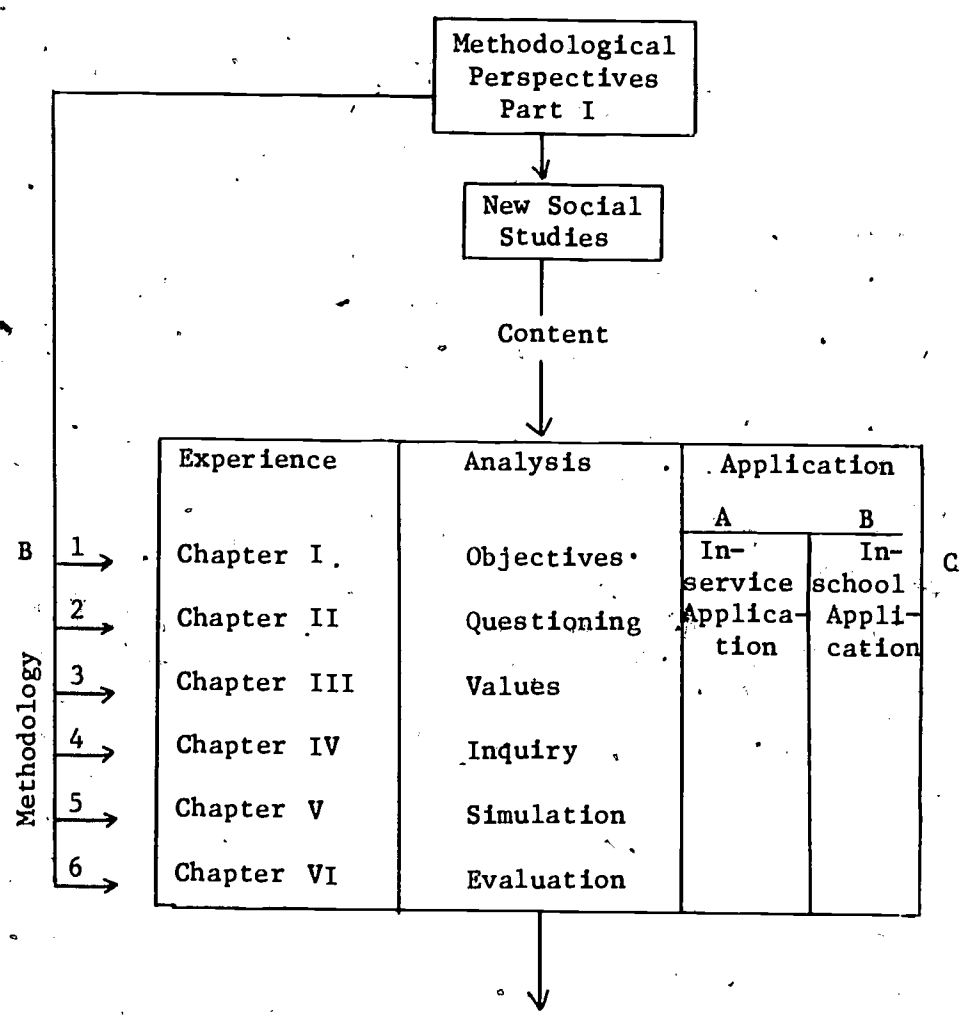 Methodological
Perspectives
Part I
New Social
Studies
Content
Experience Analysis Application
A B
B 1 Chapter I Objectives In- In- C
service school
2 Chapter II Questioning Applica- Appli-
tion cation
3 Chapter III Values
4 Chapter IV Inquiry
5 Chapter V Simulation
6 Chapter VI Evaluation
Methodology